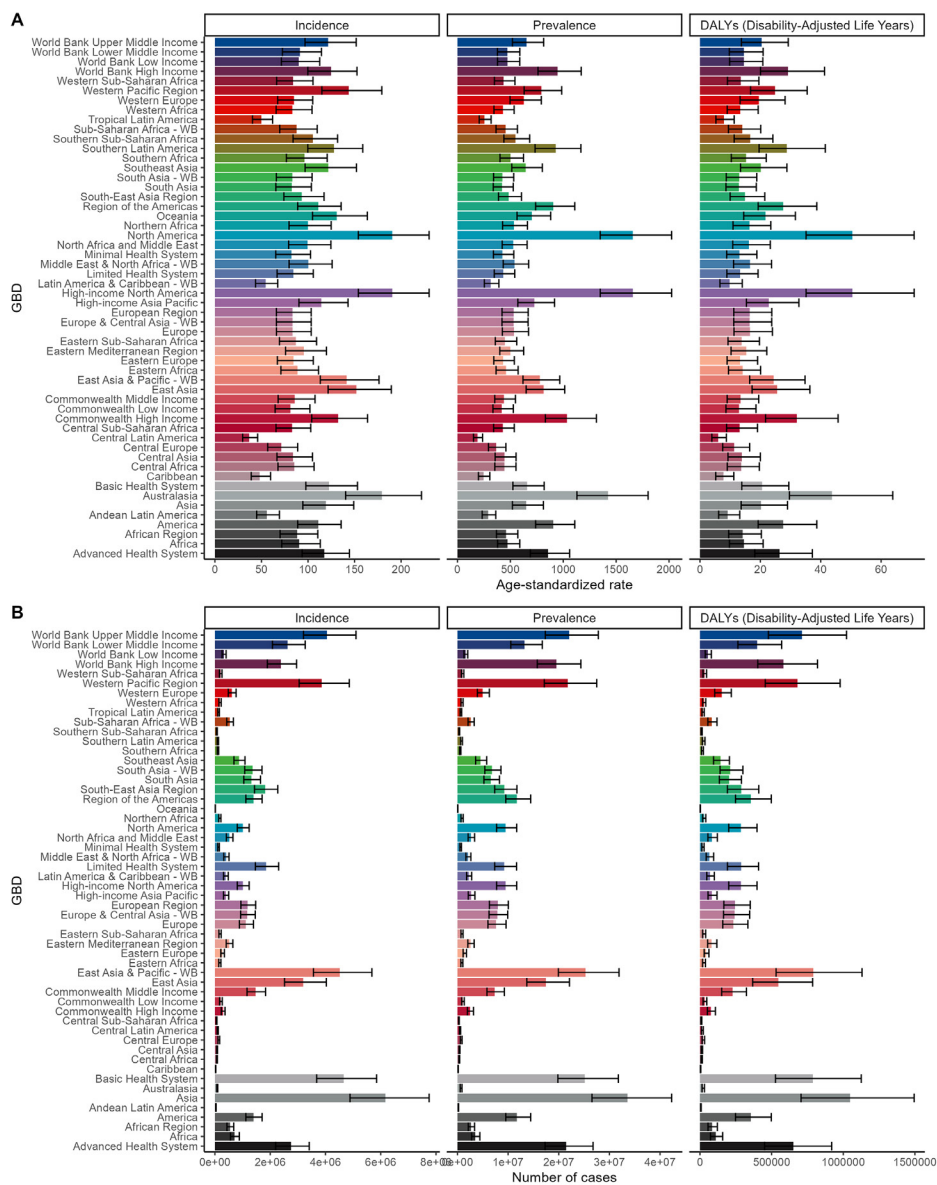 A
Incidence Prevalence DALYs (Disability-Adjusted Life Years)
World Bank Upper Middle Income
World Bank Lower Middle Income
World Bank Low Income
World Bank High Income
Western Sub-Saharan Africa
Western Pacific Region
Western Europe
Western Africa
Tropical Latin America
Sub-Saharan Africa - WB
Southern Sub-Saharan Africa
Southern Latin America
Southern Africa
Southeast Asia
South Asia - WB
South Asia
South-East Asia Region
Region of the Americas
Oceania
Northern Africa
North America
North Africa and Middle East
Minimal Health System
Middle East & North Africa - WB
Limited Health System
Latin America & Caribbean - WB
High-income North America
High-income Asia Pacific
European Region
Europe & Central Asia - WB
Europe
Eastern Sub-Saharan Africa
Eastern Mediterranean Region
Eastern Europe
Eastern Africa
East Asia & Pacific - WB
East Asia
Commonwealth Middle Income
Commonwealth Low Income
Commonwealth High Income
Central Sub-Saharan Africa
Central Latin America
Central Europe
Central Asia
Central Africa
Caribbean
Basic Health System
Australasia
Asia
Andean Latin America
America
African Region
Africa
Advanced Health System
GBD
0 50 100 150 200 0 500 1000 1500 2000 0 20 40 60
Age-standardized rate
B
Incidence Prevalence DALYs (Disability-Adjusted Life Years)
World Bank Upper Middle Income
World Bank Lower Middle Income
World Bank Low Income
World Bank High Income
Western Sub-Saharan Africa
Western Pacific Region
Western Europe
Western Africa
Tropical Latin America
Sub-Saharan Africa - WB
Southern Sub-Saharan Africa
Southern Latin America
Southern Africa
Southeast Asia
South Asia - WB
South Asia
South-East Asia Region
Region of the Americas
Oceania
Northern Africa
North America
North Africa and Middle East
Minimal Health System
Middle East & North Africa - WB
Limited Health System
Latin America & Caribbean - WB
High-income North America
High-income Asia Pacific
European Region
Europe & Central Asia - WB
Europe
Eastern Sub-Saharan Africa
Eastern Mediterranean Region
Eastern Europe
Eastern Africa
East Asia & Pacific - WB
East Asia
Commonwealth Middle Income
Commonwealth Low Income
Commonwealth High Income
Central Sub-Saharan Africa
Central Latin America
Central Europe
Central Asia
Central Africa
Caribbean
Basic Health System
Australasia
Asia
Andean Latin America
America
African Region
Africa
Advanced Health System
GBD
0e+00 2e+06 4e+06 6e+06 1e+07 2e+07 3e+07 4e+07 0 500000 1000000 1500000
Number of cases